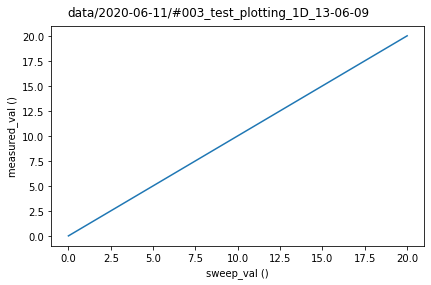 data/2020-06-11/#003_test_plotting_1D_13-06-09
20.0
17.5
15.0
12.5
10.0
7.5
5.0
2.5
0.0
measured_val ()
0.0 2.5 5.0 7.5 10.0 12.5 15.0 17.5 20.0
sweep_val ()